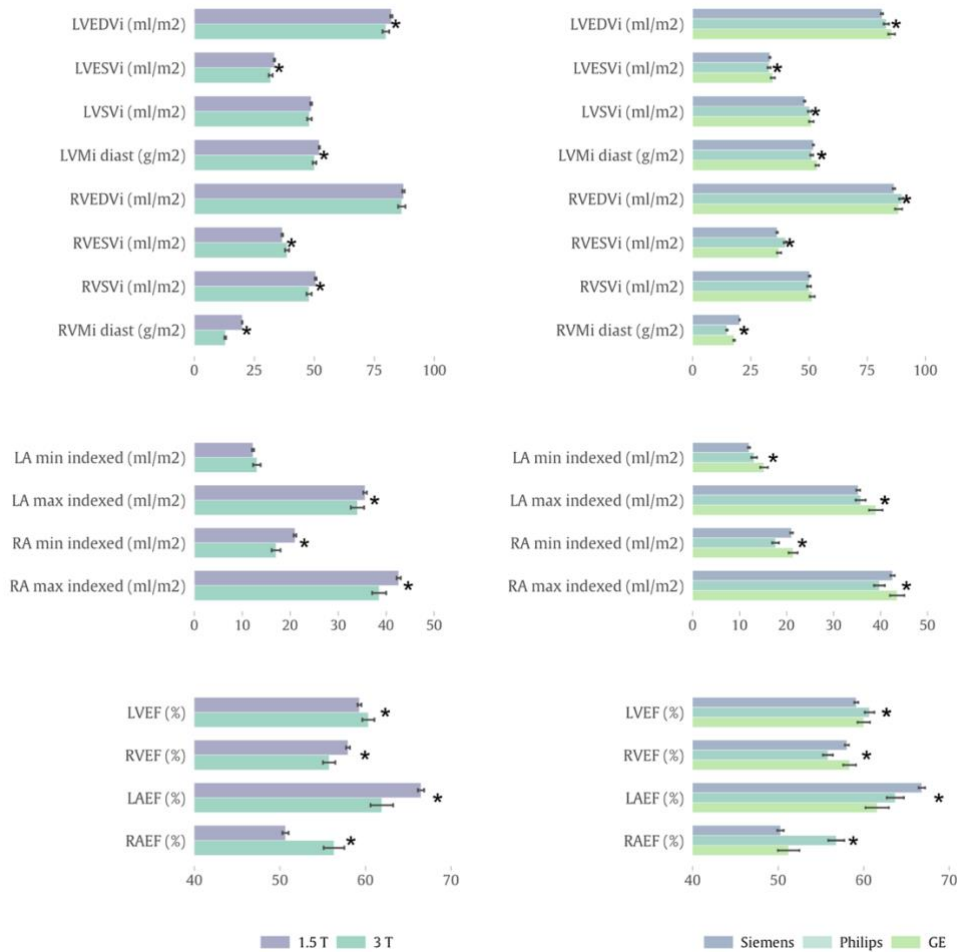 LVEDVi (ml/m2)
*
LVESVi (ml/m2)
*
LVSVi (ml/m2)
LVMi diast (g/m2)
*
RVEDVi (ml/m2)
RVESVi (ml/m2)
*
RVSVi (ml/m2)
*
RVMi diast (g/m2)
*
0 25 50 75 100
LVEDVi (ml/m2)
*
LVESVi (ml/m2)
*
LVSVi (ml/m2)
*
LVMi diast (g/m2)
*
RVEDVi (ml/m2)
*
RVESVi (ml/m2)
*
RVSVi (ml/m2)
RVMi diast (g/m2)
*
0 25 50 75 100
LA min indexed (ml/m2)
LA max indexed (ml/m2)
*
RA min indexed (ml/m2)
*
RA max indexed (ml/m2)
*
0 10 20 30 40 50
LA min indexed (ml/m2)
*
LA max indexed (ml/m2)
*
RA min indexed (ml/m2)
*
RA max indexed (ml/m2)
*
0 10 20 30 40 50
LVEF (%)
*
RVEF (%)
*
LAEF (%)
*
RAEF (%)
*
40 50 60 70
LVEF (%)
*
RVEF (%)
*
LAEF (%)
*
RAEF (%)
*
40 50 60 70
1.5 T 3 T
Siemens Philips GE